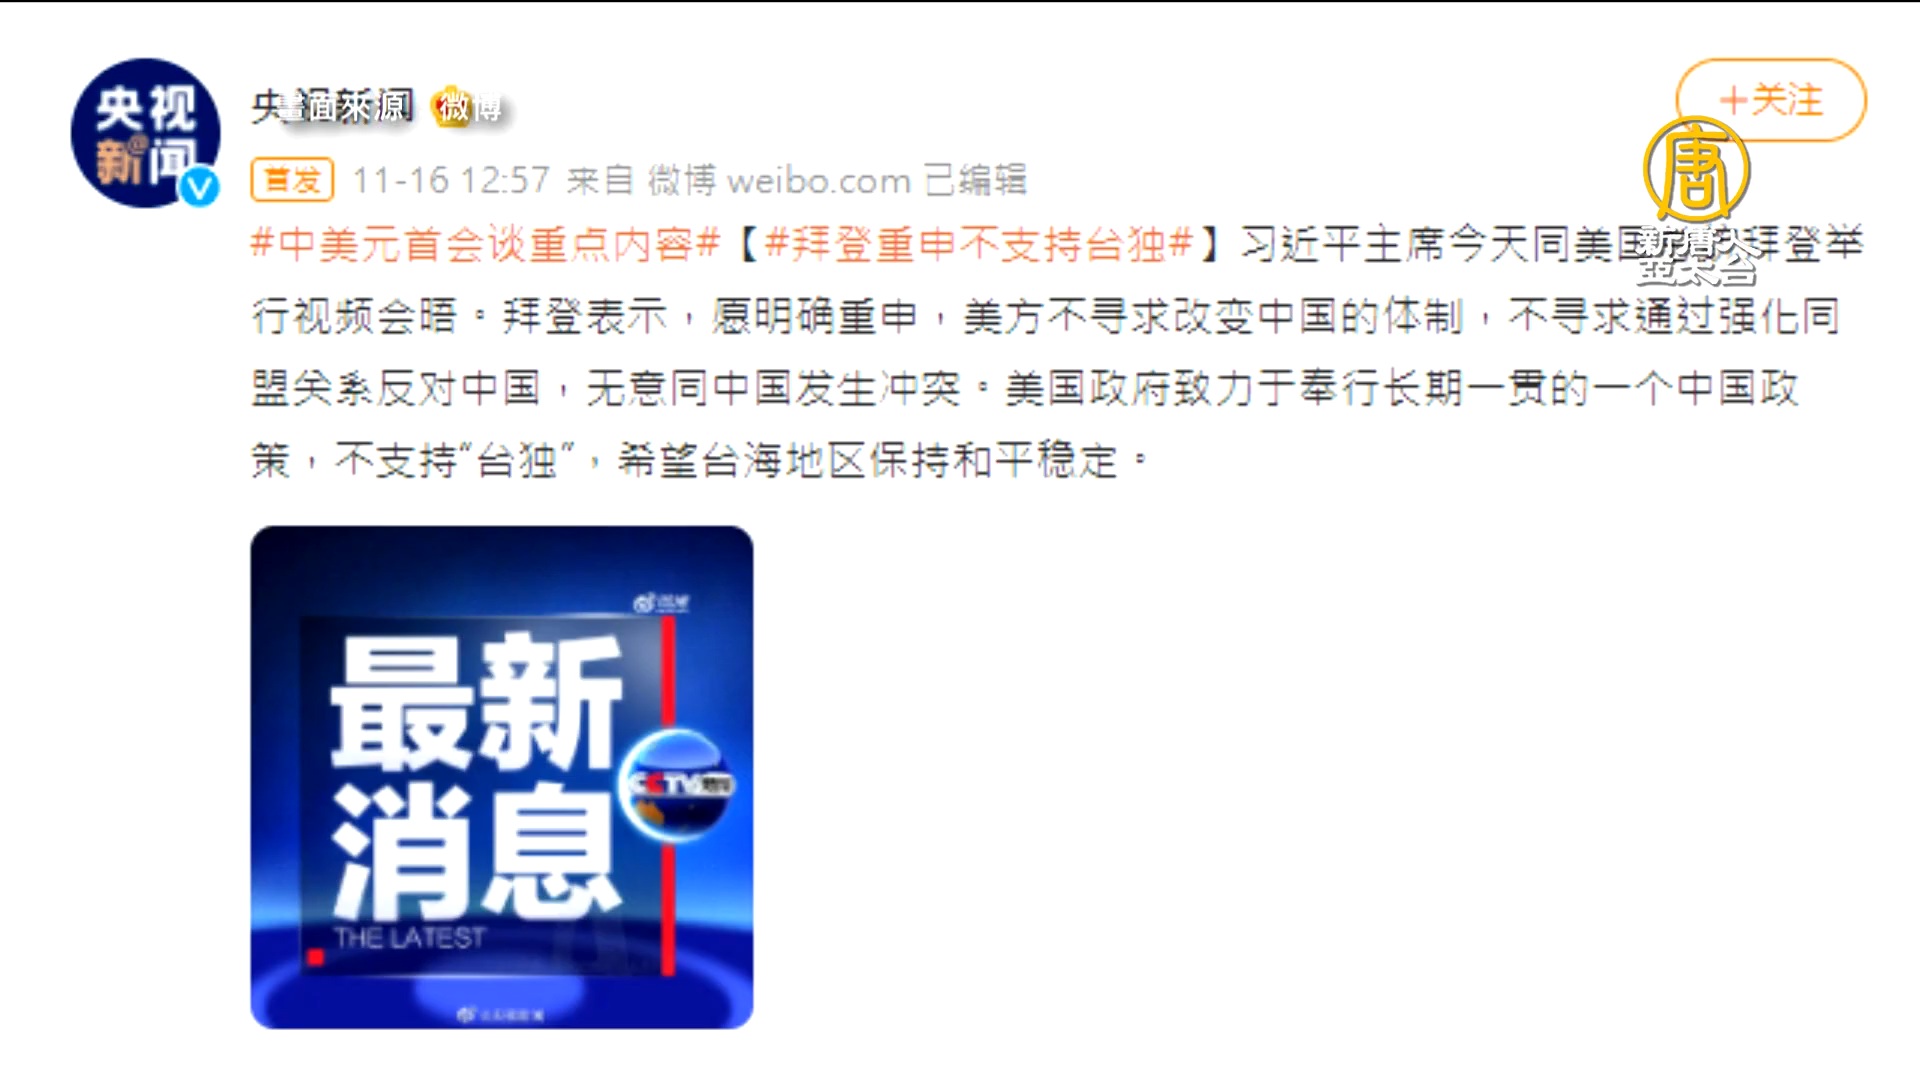 央视
新闻
央视新闻
畫面來源 微博
+关注
首发 11-16 12:57 来自 微博 weibo.com 已编辑
唐
新唐人
亞太台
#中美元首会谈重点内容#【#拜登重申不支持台独#】习近平主席今天同美国拜登举
行视频会晤。拜登表示，愿明确重申，美方不寻求改变中国的体制，不寻求通过强化同
盟关系反对中国，无意同中国发生冲突。美国政府致力于奉行长期一贯的一个中国政
策，不支持“台独”，希望台海地区保持和平稳定。
最新
消息
CCTV
THE LATEST